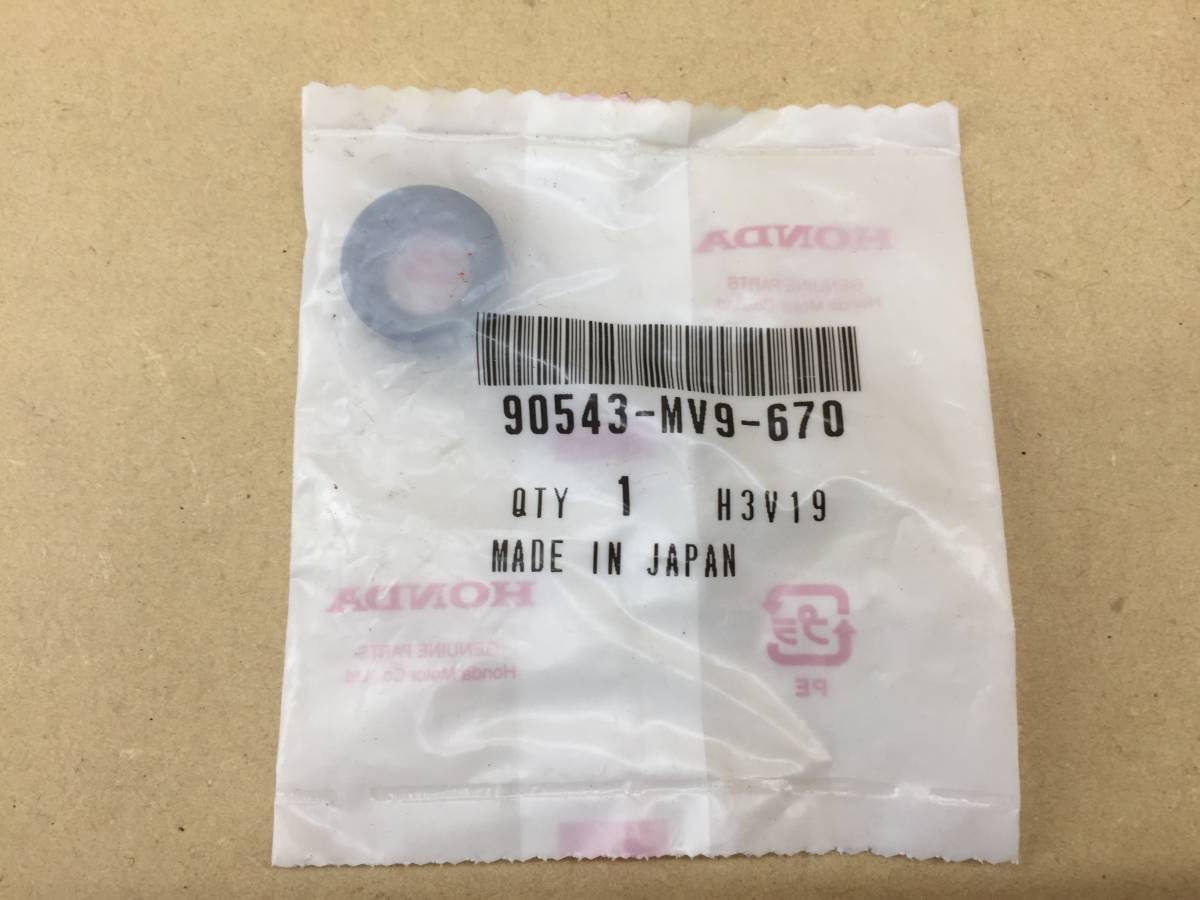 HONDA
GENUINE PARTS
Honda Motor Co., Ltd.
90543-MV9-670
QTY 1 H3V19
MADE IN JAPAN
HONDA
GENUINE PARTS
Honda Motor Co., Ltd.
プラ
PE